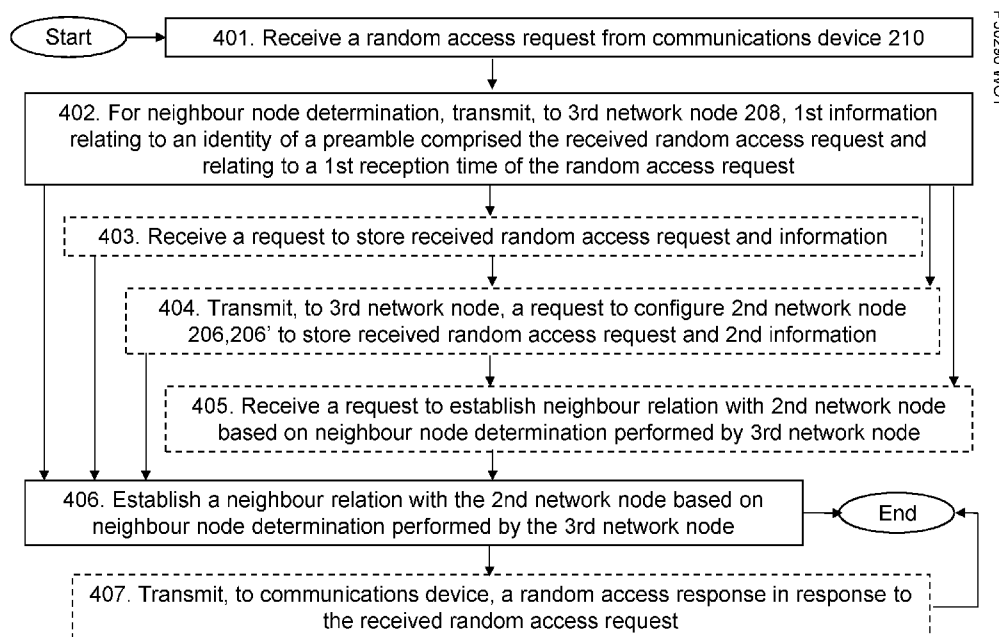 Start
401. Receive a random access request from communications device 210
402. For neighbour node determination, transmit, to 3rd network node 208, 1st information
relating to an identity of a preamble comprised the received random access request and
relating to a 1st reception time of the random access request
403. Receive a request to store received random access request and information
404. Transmit, to 3rd network node, a request to configure 2nd network node
206,206’ to store received random access request and 2nd information
405. Receive a request to establish neighbour relation with 2nd network node
based on neighbour node determination performed by 3rd network node
406. Establish a neighbour relation with the 2nd network node based on
neighbour node determination performed by the 3rd network node
End
407. Transmit, to communications device, a random access response in response to
the received random access request